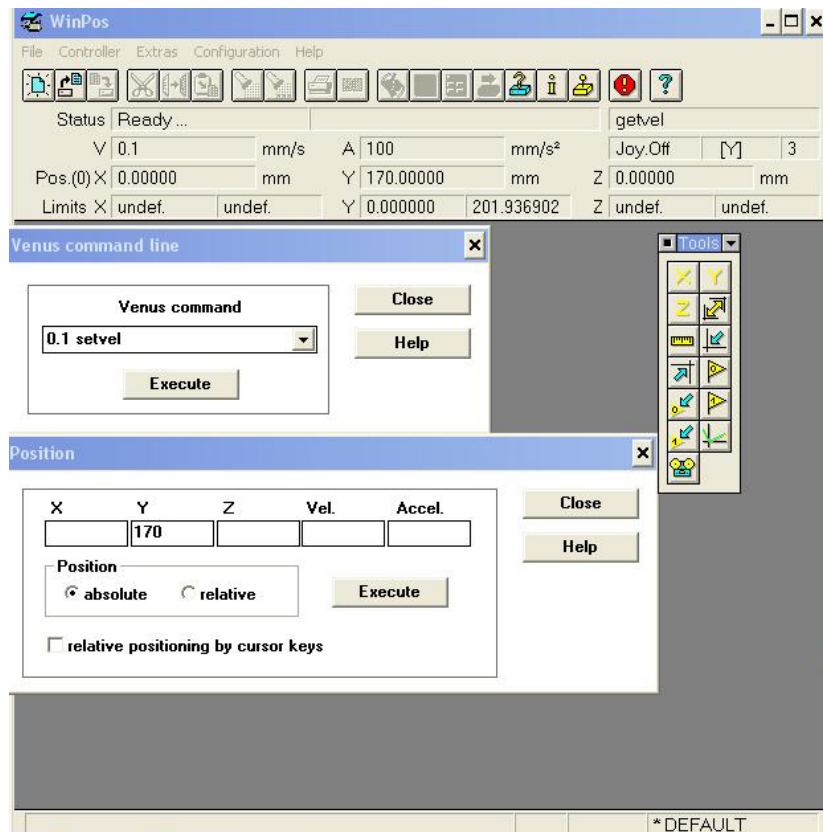 WinPos
File Controller Extras Configuration Help
Status Ready ... getvel
V 0.1 mm/s A 100 mm/s² Joy.Off [Y] 3
Pos.(0) X 0.00000 mm Y 170.00000 mm Z 0.00000 mm
Limits X undef. undef. Y 0.000000 201.936902 Z undef. undef.
Venus command line
Venus command
0.1 setvel
Execute
Close
Help
Tools
X Y
Z
Position
X Y Z Vel. Accel.
170
Position
absolute relative
Execute
Close
Help
relative positioning by cursor keys
*DEFAULT